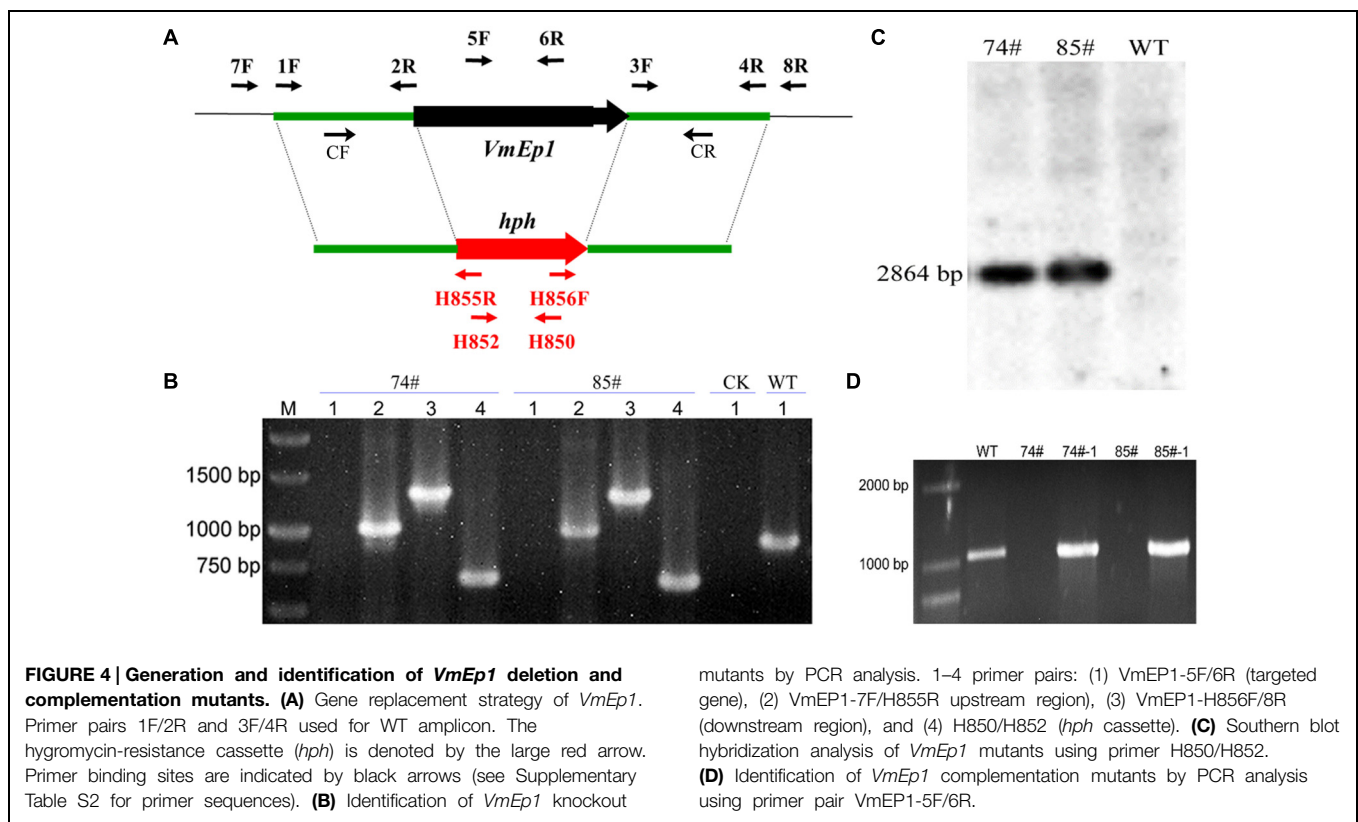 A
5F 6R
7F 1F 2R 3F 4R 8R
CF VmEp1 CR
hph
H855R H856F
H852 H850
C
74# 85# WT
2864 bp
B
74# 85# CK WT
M 1 2 3 4 1 2 3 4 1 1
1500 bp
1000 bp
750 bp
D
WT 74# 74#-1 85# 85#-1
2000 bp
1000 bp
FIGURE 4 | Generation and identification of VmEp1 deletion and
complementation mutants. (A) Gene replacement strategy of VmEp1.
Primer pairs 1F/2R and 3F/4R used for WT amplicon. The
hygromycin-resistance cassette (hph) is denoted by the large red arrow.
Primer binding sites are indicated by black arrows (see Supplementary
Table S2 for primer sequences). (B) Identification of VmEp1 knockout
mutants by PCR analysis. 1–4 primer pairs: (1) VmEP1-5F/6R (targeted
gene), (2) VmEP1-7F/H855R upstream region), (3) VmEP1-H856F/8R
(downstream region), and (4) H850/H852 (hph cassette). (C) Southern blot
hybridization analysis of VmEp1 mutants using primer H850/H852.
(D) Identification of VmEp1 complementation mutants by PCR analysis
using primer pair VmEP1-5F/6R.